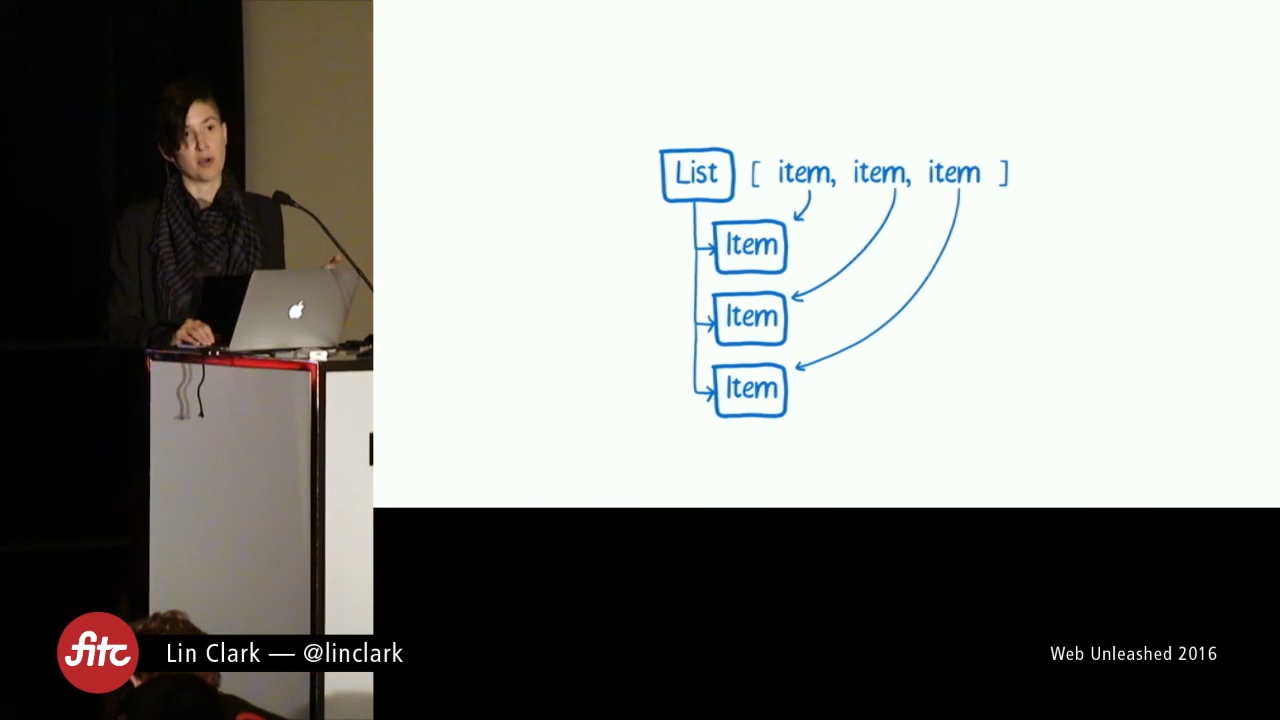 List [ item, item, item ]
Item
Item
Item
fitc
Lin Clark — @linclark
Web Unleashed 2016